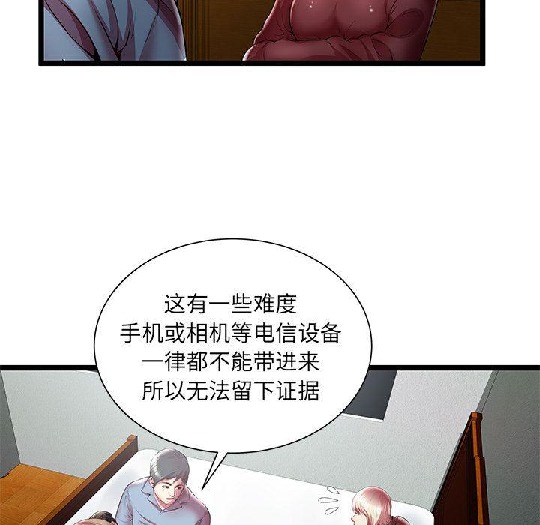 这有一些难度
手机或相机等电信设备
一律都不能带进来
所以无法留下证据